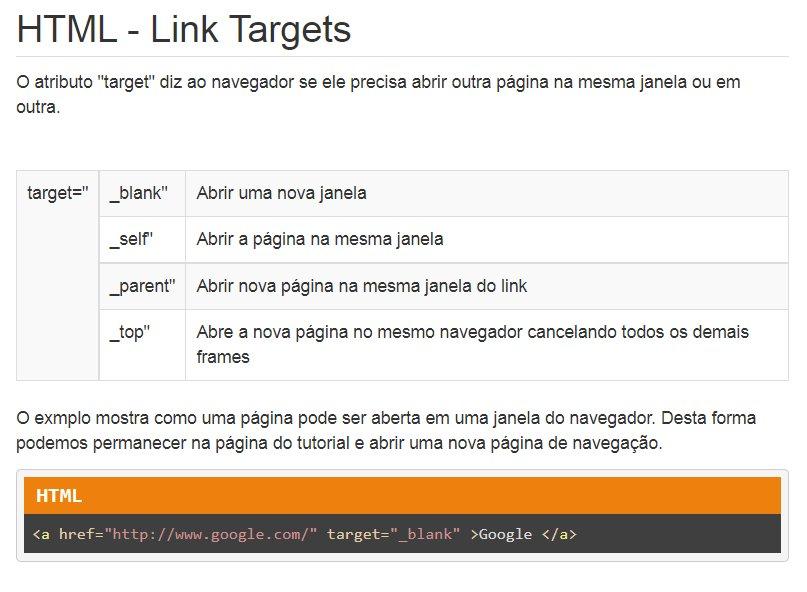 HTML - Link Targets
O atributo "target" diz ao navegador se ele precisa abrir outra página na mesma janela ou em
outra.
target=" _blank" Abrir uma nova janela
_self" Abrir a página na mesma janela
_parent" Abrir nova página na mesma janela do link
_top" Abre a nova página no mesmo navegador cancelando todos os demais
frames
O exmplo mostra como uma página pode ser aberta em uma janela do navegador. Desta forma
podemos permanecer na página do tutorial e abrir uma nova página de navegação.
HTML
<a href="http://www.google.com/" target="_blank" >Google </a>